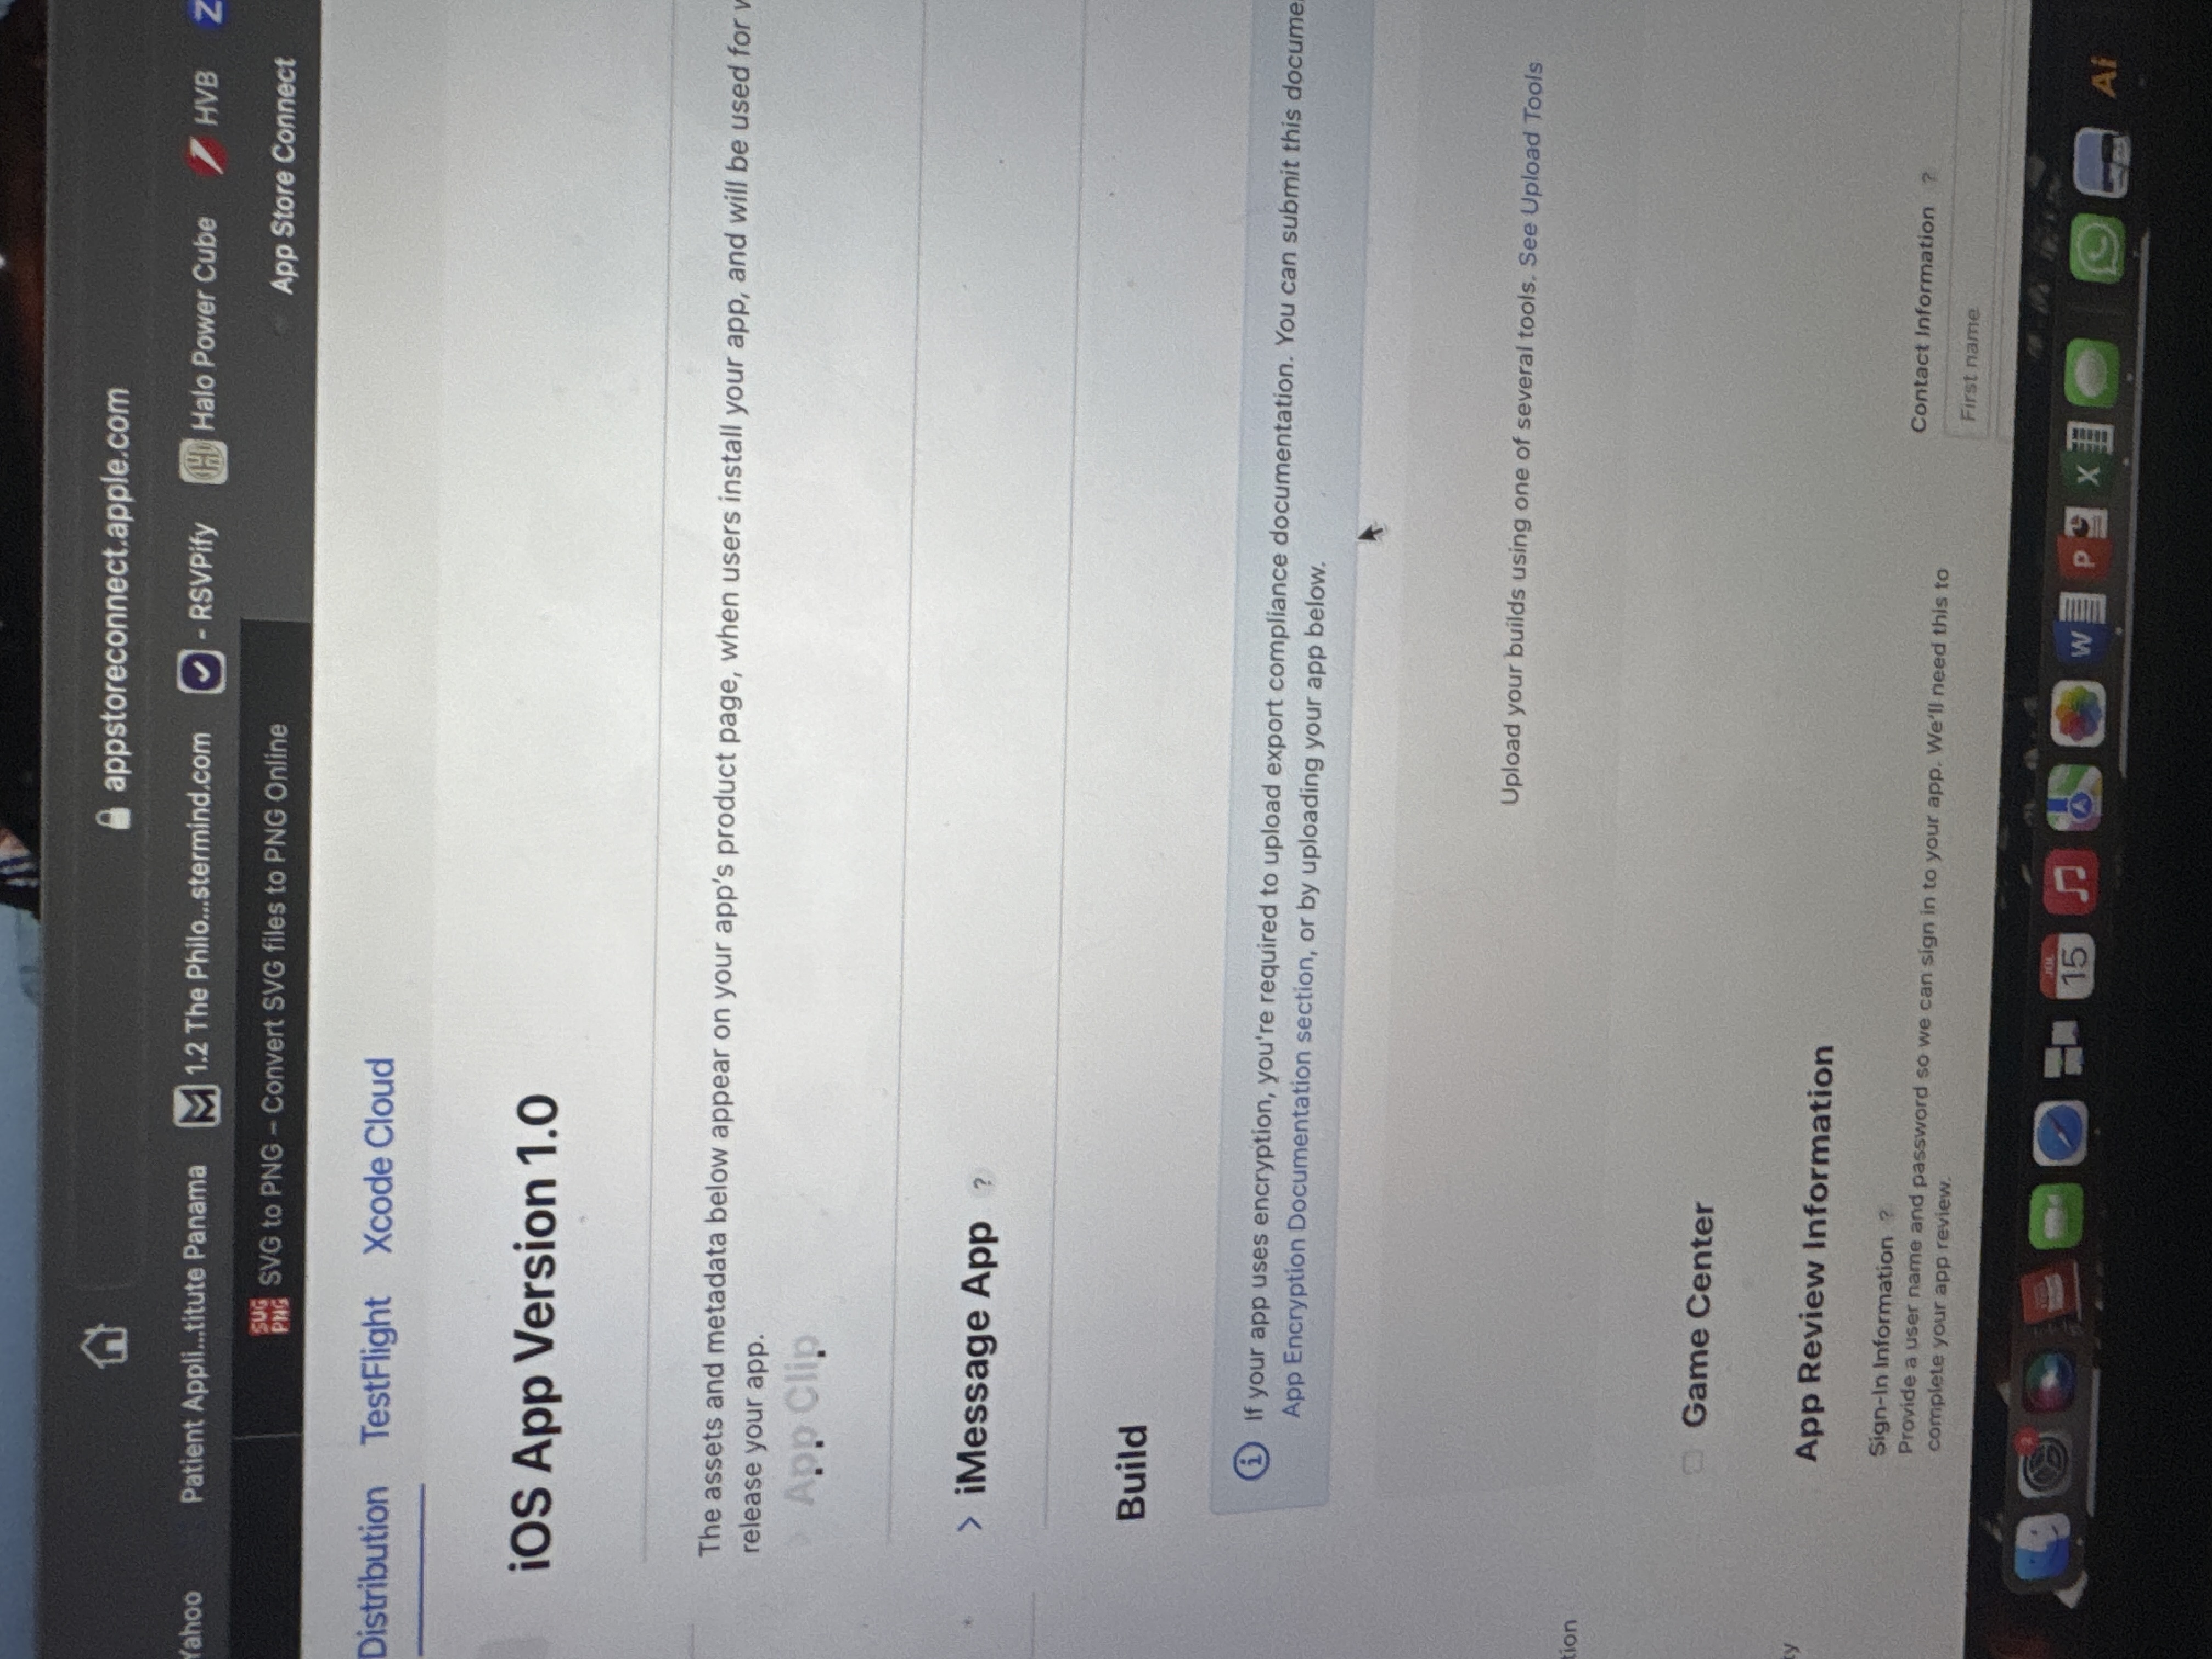 appstoreconnect.apple.com
Yahoo
Patient Appli...titute Panama
1.2 The Philo...stermind.com
- RSVPify
Halo Power Cube
HVB
Z
SVG PNG
SVG to PNG – Convert SVG files to PNG Online
App Store Connect
Distribution TestFlight Xcode Cloud
iOS App Version 1.0
The assets and metadata below appear on your app's product page, when users install your app, and will be used for
release your app.
App Clip
> iMessage App ?
Build
If your app uses encryption, you're required to upload export compliance documentation. You can submit this docume
App Encryption Documentation section, or by uploading your app below.
Upload your builds using one of several tools. See Upload Tools
tion
Game Center
ty
App Review Information
Sign-In Information ?
Provide a user name and password so we can sign in to your app. We'll need this to
complete your app review.
Contact Information ?
First name
2
JUL
15
W
P
X
Ai